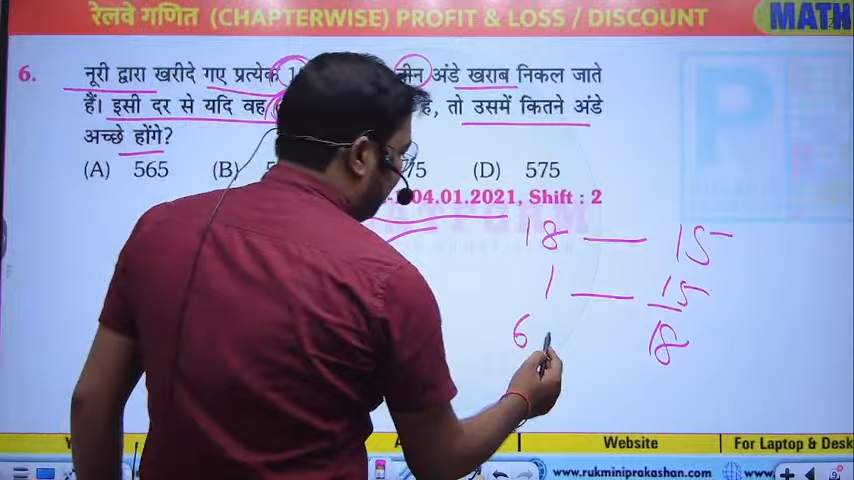 रेलवे गणित (CHAPTERWISE) PROFIT & LOSS / DISCOUNT
MATH
6. नूरी द्वारा खरीदे गए प्रत्येक तीन अंडे खराब निकल जाते
हैं। इसी दर से यदि वह तो उसमें कितने अंडे
अच्छे होंगे?
(A) 565 (B) 75 (D) 575
04.01.2021, Shift : 2
18 — 15
1 — 15
18
6
Website
For Laptop & Desk
www.rukminiprakashan.com